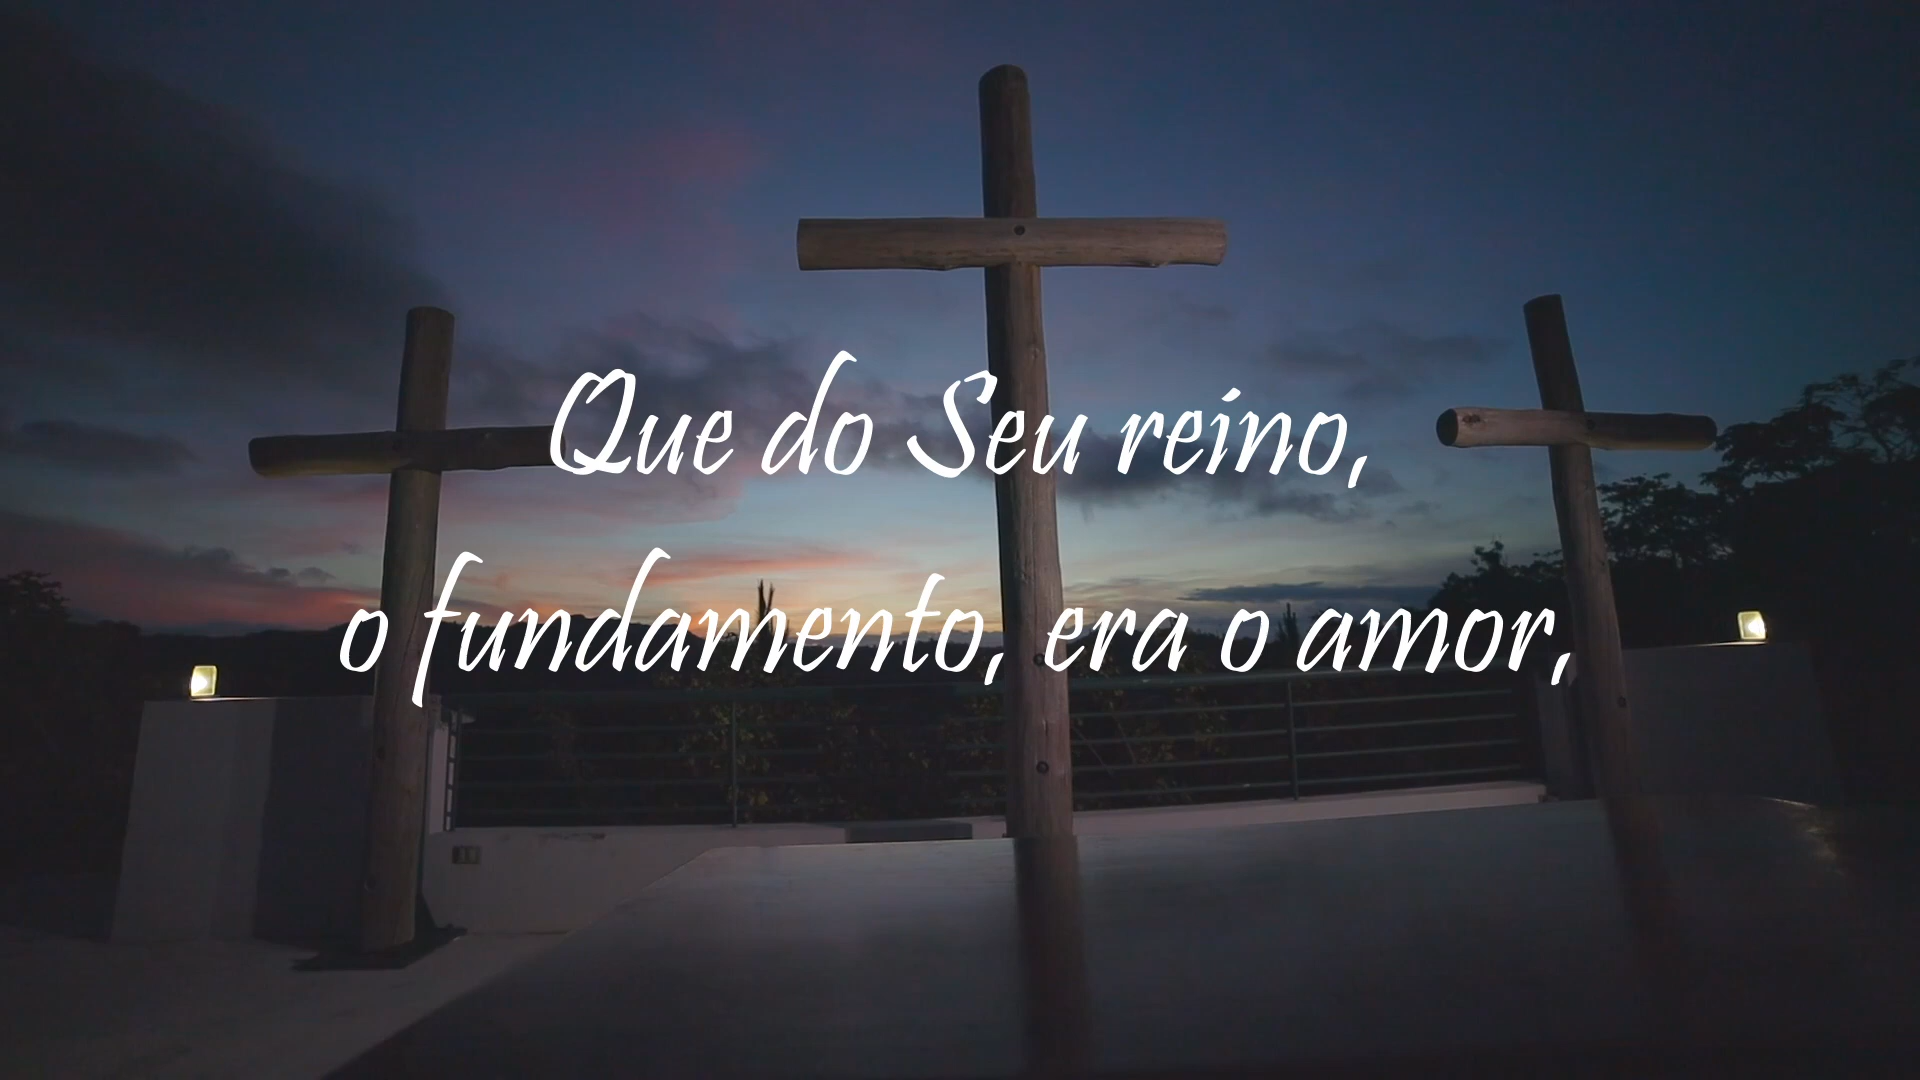 Que do Seu reino,
o fundamento, era o amor,